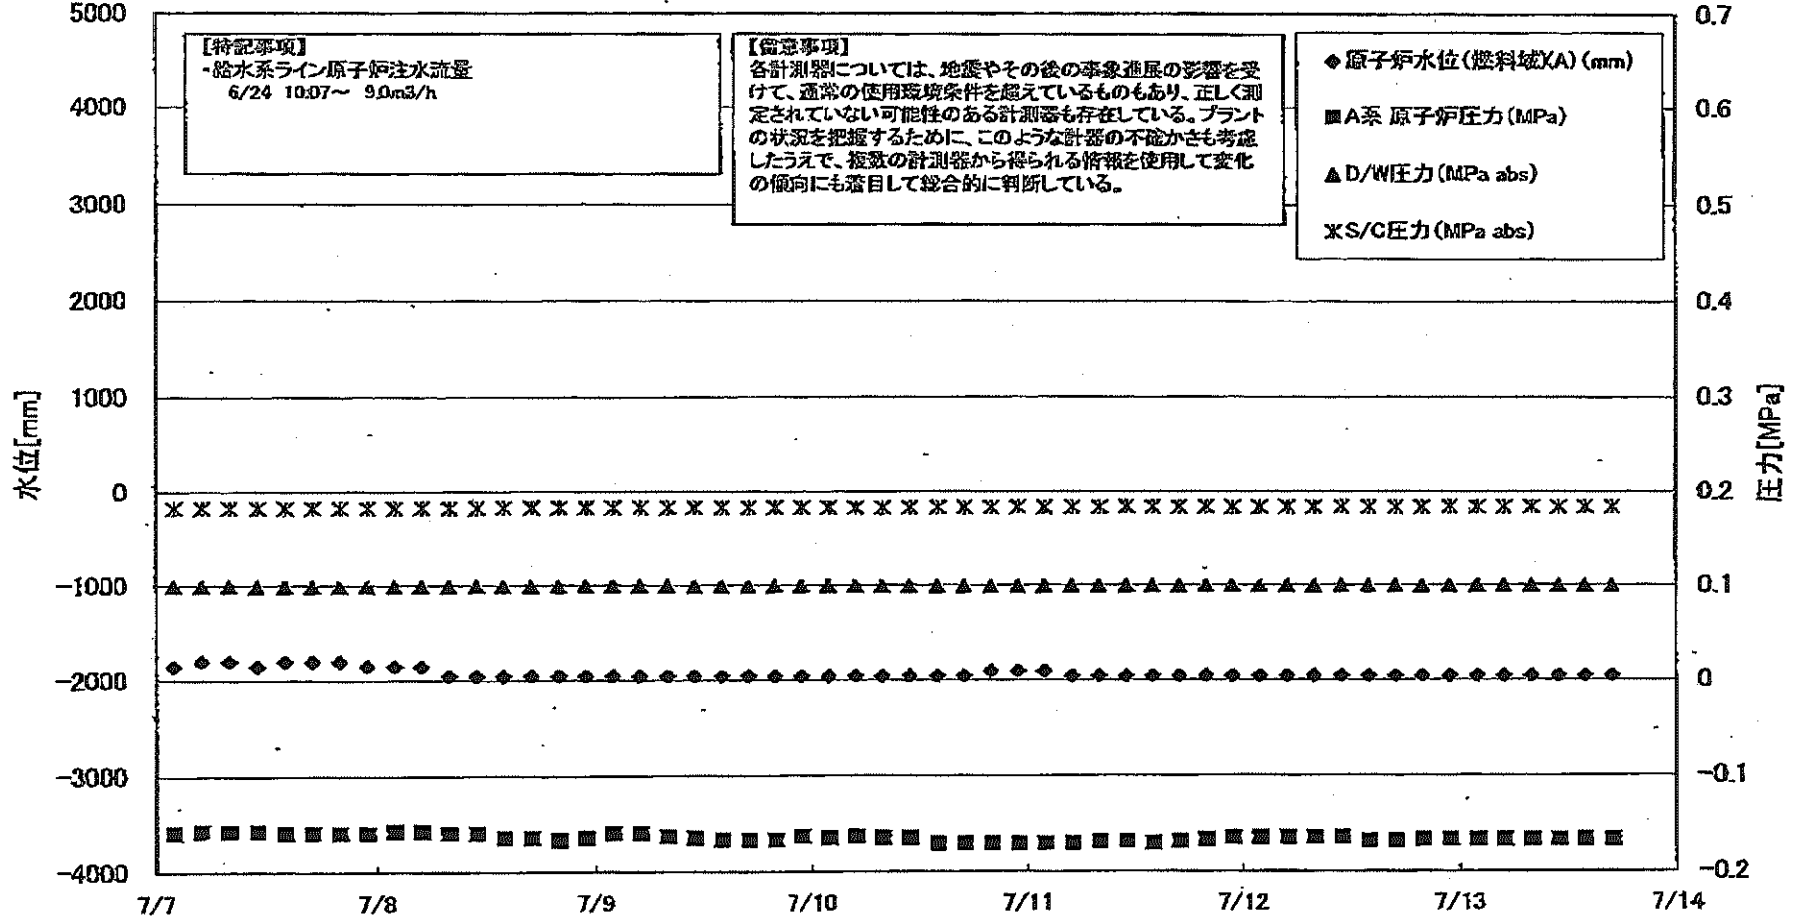 5000
4000
3000
2000
1000
0
-1000
-2000
-3000
-4000
水位[mm]
【特記事項】
・給水系ライン原子炉注水流量
6/24 10:07～ 9.0m3/h
【留意事項】
各計測器については、地震やその後の事象進展の影響を受
けて、通常の使用環境条件を超えているものもあり、正しく測
定されていない可能性のある計測器も存在している。プラント
の状況を把握するために、このような計器の不確かさも考慮
したうえで、複数の計測器から得られる情報を使用して変化
の傾向にも着目して総合的に判断している。
原子炉水位(燃料域)(A)(mm)
A系 原子炉圧力(MPa)
D/W圧力(MPa abs)
S/C圧力(MPa abs)
0.7
0.6
0.5
0.4
0.3
0.2
0.1
0
-0.1
-0.2
圧力[MPa]
7/7
7/8
7/9
7/10
7/11
7/12
7/13
7/14